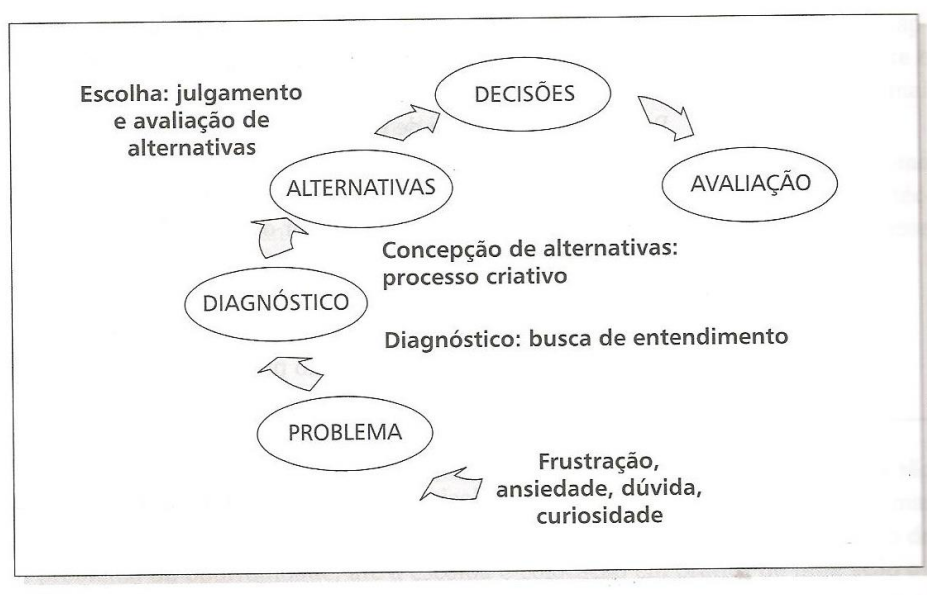 DECISÕES
Escolha: julgamento
e avaliação de
alternativas
ALTERNATIVAS
AVALIAÇÃO
Concepção de alternativas:
processo criativo
DIAGNÓSTICO
Diagnóstico: busca de entendimento
PROBLEMA
Frustração,
ansiedade, dúvida,
curiosidade